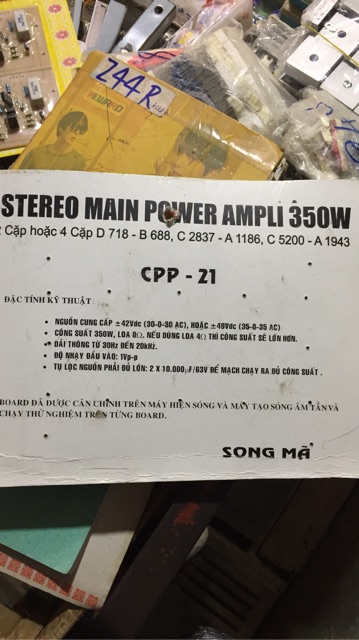 244R
REWARD
STEREO MAIN POWER AMPLI 350W
Cặp hoặc 4 Cặp D 718 - B 688, C 2837 - A 1186, C 5200 - A 1943
CPP - 21
ĐẶC TÍNH KỸ THUẬT:
• NGUỒN CUNG CẤP ±42Vdc (30-0-30 AC), HOẶC ±49Vdc (35-0-35 AC)
• CÔNG SUẤT 350W, LOA 8Ω. NẾU DÙNG LOA 4Ω THÌ CÔNG SUẤT SẼ LỚN HƠN.
• DẢI THÔNG TỪ 30Hz ĐẾN 20kHz.
• ĐỘ NHẠY ĐẦU VÀO: 1Vp-p
• TỤ LỌC NGUỒN PHẢI ĐỦ LỚN: 2 X 10.000µF/63V ĐỂ MẠCH CHẠY RA ĐỦ CÔNG SUẤT.
BOARD ĐÃ ĐƯỢC CÂN CHỈNH TRÊN MÁY HIỆN SÓNG VÀ MÁY TẠO SÓNG ÂM TẦN VÀ
CHẠY THỬ NGHIỆM TRÊN TỪNG BOARD.
SONG MÃ